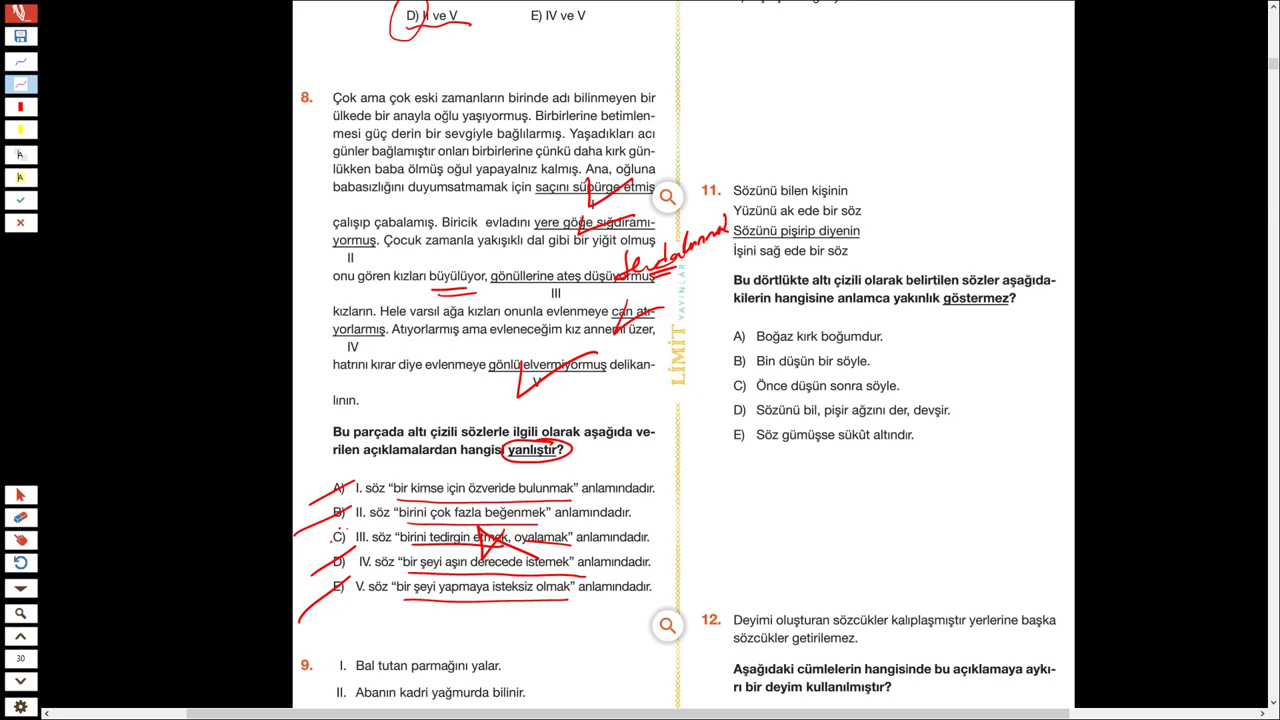 D) II ve V
E) IV ve V
8. Çok ama çok eski zamanların birinde adı bilinmeyen bir
ülkede bir anayla oğlu yaşıyormuş. Birbirlerine betimlen-
mesi güç derin bir sevgiyle bağlılarmış. Yaşadıkları acı
günler bağlamıştır onları birbirlerine çünkü daha kırk gün-
lükken baba ölmüş oğul yapayalnız kalmış. Ana, oğluna
babasızlığını duyumsatmamak için saçını süpürge etmiş
çalışıp çabalamış. Biricik evladını yere göğe sığdıramı-
yormuş. Çocuk zamanla yakışıklı dal gibi bir yiğit olmuş
II
onu gören kızları büyülüyor, gönüllerine ateş düşüyormuş
III
kızların. Hele varsıl ağa kızları onunla evlenmeye can atı-
yorlarmış. Atıyorlarmış ama evleneceğim kız annemi üzer,
IV
hatrını kırar diye evlenmeye gönlü elvermiyormuş delikan-
V
lının.
Bu parçada altı çizili sözlerle ilgili olarak aşağıda ve-
rilen açıklamalardan hangisi yanlıştır?
A) I. söz “bir kimse için özveride bulunmak” anlamındadır.
B) II. söz “birini çok fazla beğenmek” anlamındadır.
C) III. söz “birini tedirgin etmek, oyalamak” anlamındadır.
D) IV. söz “bir şeyi aşırı derecede istemek” anlamındadır.
E) V. söz “bir şeyi yapmaya isteksiz olmak” anlamındadır.
9. I. Bal tutan parmağını yalar.
II. Abanın kadri yağmurda bilinir.
LİMİT YAYINLARI
11. Sözünü bilen kişinin
Yüzünü ak ede bir söz
Sözünü pişirip diyenin
İşini sağ ede bir söz
Bu dörtlükte altı çizili olarak belirtilen sözler aşağıda-
kilerin hangisine anlamca yakınlık göstermez?
A) Boğaz kırk boğumdur.
B) Bin düşün bir söyle.
C) Önce düşün sonra söyle.
D) Sözünü bil, pişir ağzını der, devşir.
E) Söz gümüşse sükût altındır.
12. Deyimi oluşturan sözcükler kalıplaşmıştır yerlerine başka
sözcükler getirilemez.
Aşağıdaki cümlelerin hangisinde bu açıklamaya aykı-
rı bir deyim kullanılmıştır?
A
A
30